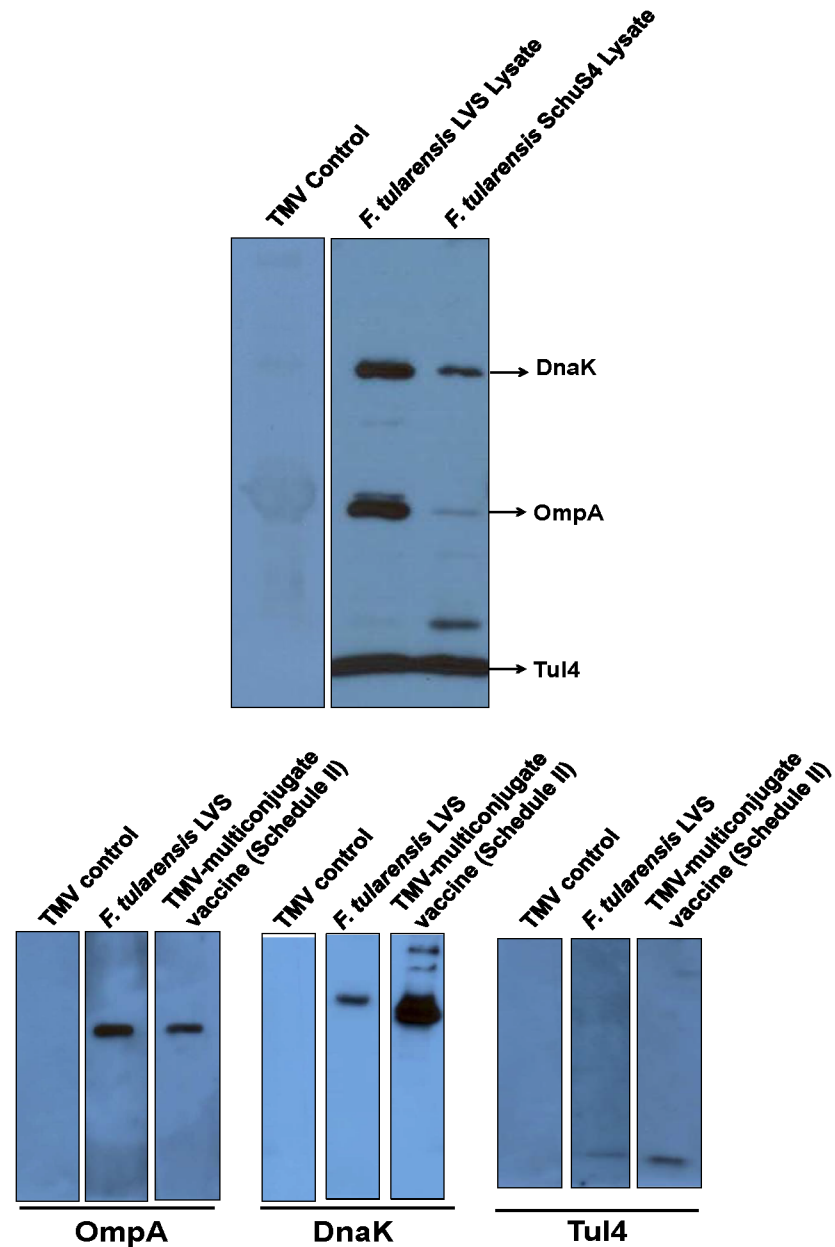 TMV Control
F. tularensis LVS Lysate
F. tularensis SchuS4 Lysate
DnaK
OmpA
Tul4
TMV control
F. tularensis LVS
TMV-multiconjugate
vaccine (Schedule II)
TMV control
F. tularensis LVS
TMV-multiconjugate
vaccine (Schedule II)
TMV control
F. tularensis LVS
TMV-multiconjugate
vaccine (Schedule II)
OmpA
DnaK
Tul4